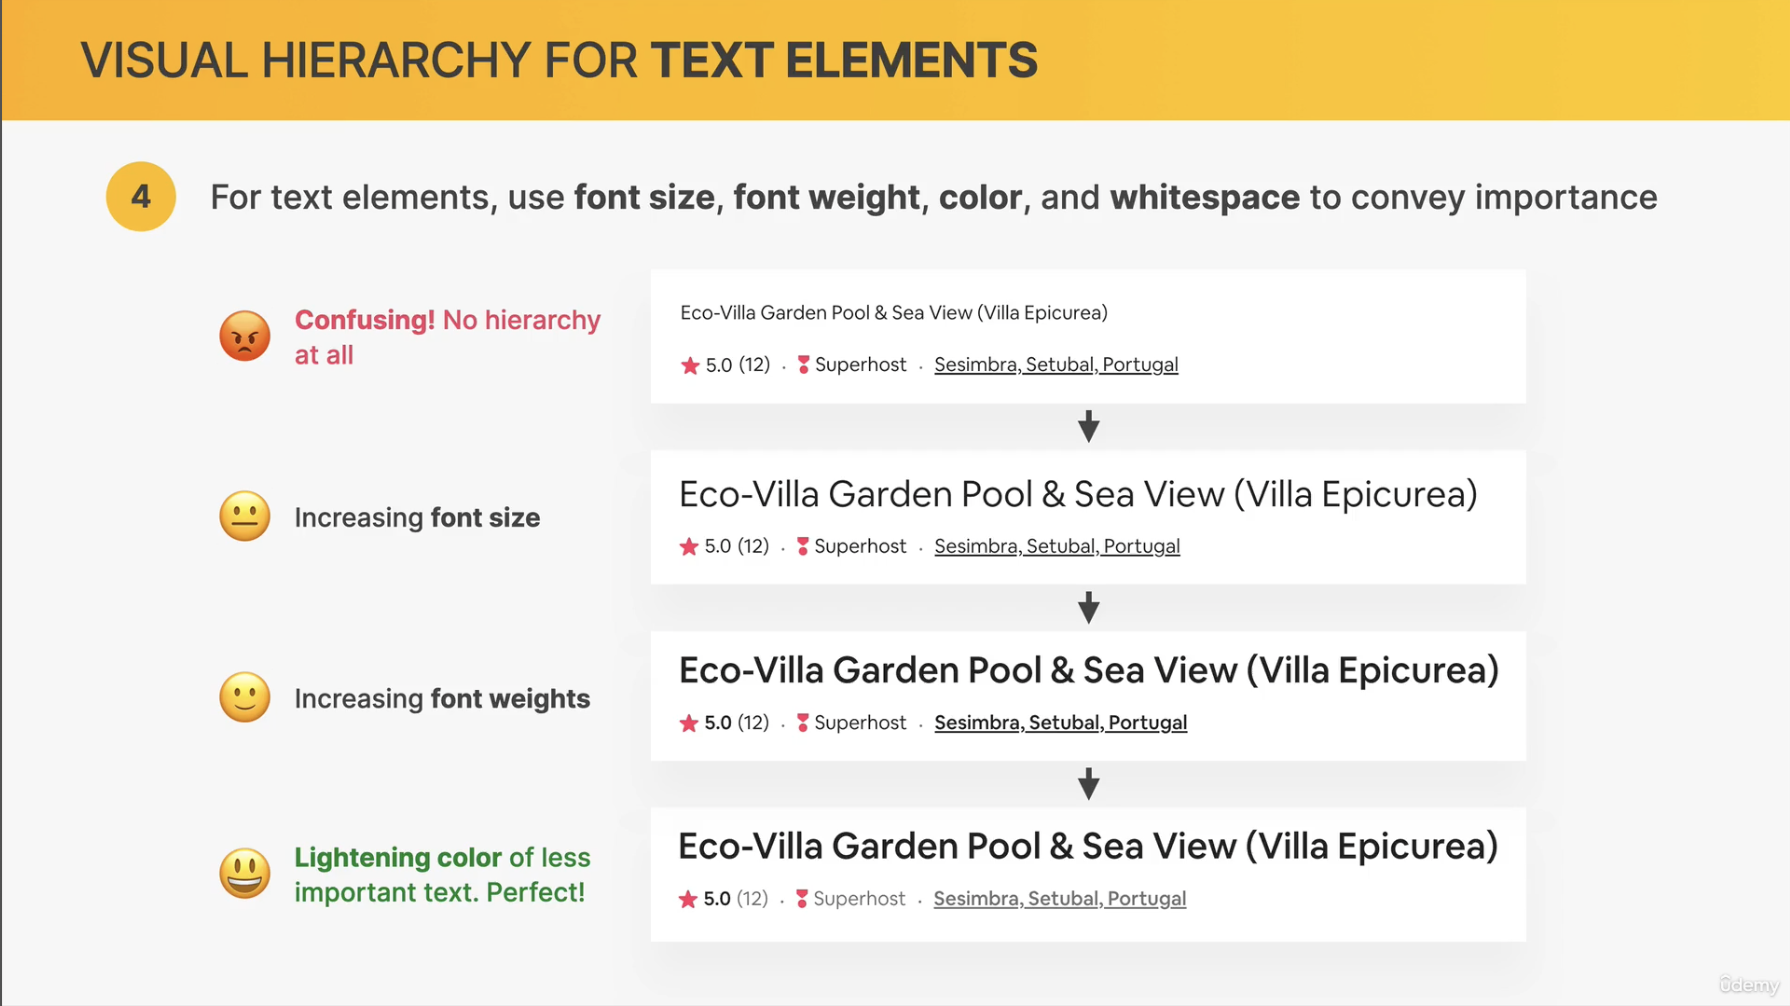 VISUAL HIERARCHY FOR TEXT ELEMENTS
4
For text elements, use font size, font weight, color, and whitespace to convey importance
Confusing! No hierarchy
at all
Eco-Villa Garden Pool & Sea View (Villa Epicurea)
5.0 (12) · Superhost · Sesimbra, Setubal, Portugal
Increasing font size
Eco-Villa Garden Pool & Sea View (Villa Epicurea)
5.0 (12) · Superhost · Sesimbra, Setubal, Portugal
Increasing font weights
Eco-Villa Garden Pool & Sea View (Villa Epicurea)
5.0 (12) · Superhost · Sesimbra, Setubal, Portugal
Lightening color of less
important text. Perfect!
Eco-Villa Garden Pool & Sea View (Villa Epicurea)
5.0 (12) · Superhost · Sesimbra, Setubal, Portugal
ûdemy